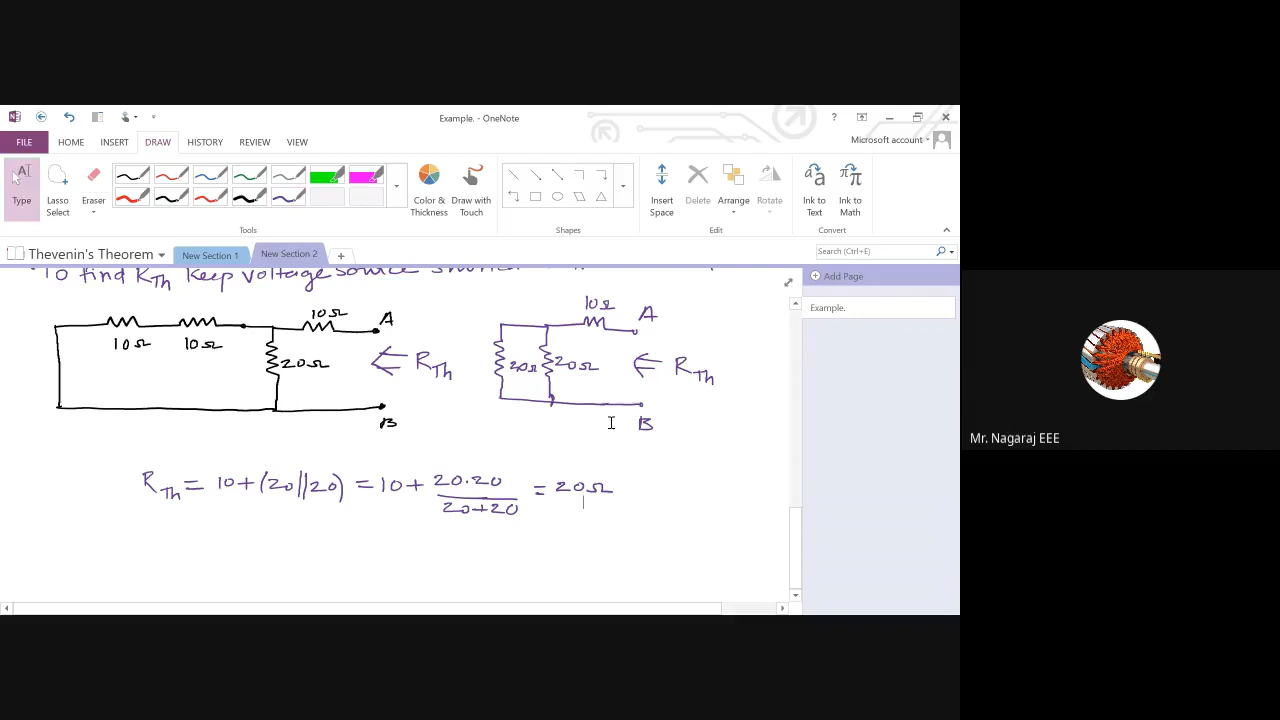 Example. - OneNote
?
FILE HOME INSERT DRAW HISTORY REVIEW VIEW
Microsoft account
Type
Lasso Select
Eraser
Color & Thickness
Draw with Touch
Insert Space
Delete
Arrange
Rotate
Ink to Text
Ink to Math
Tools Shapes Edit Convert
Thevenin's Theorem New Section 1 New Section 2 +
Search (Ctrl+E)
Add Page
Example.
To find RTh Keep voltage source
10Ω 10Ω 10Ω A
20Ω
⇐ RTh
B
10Ω A
20Ω 20Ω
⇐ RTh
B
RTh = 10+(20||20) = 10 + 20.20 / 20+20 = 20Ω
Mr. Nagaraj EEE